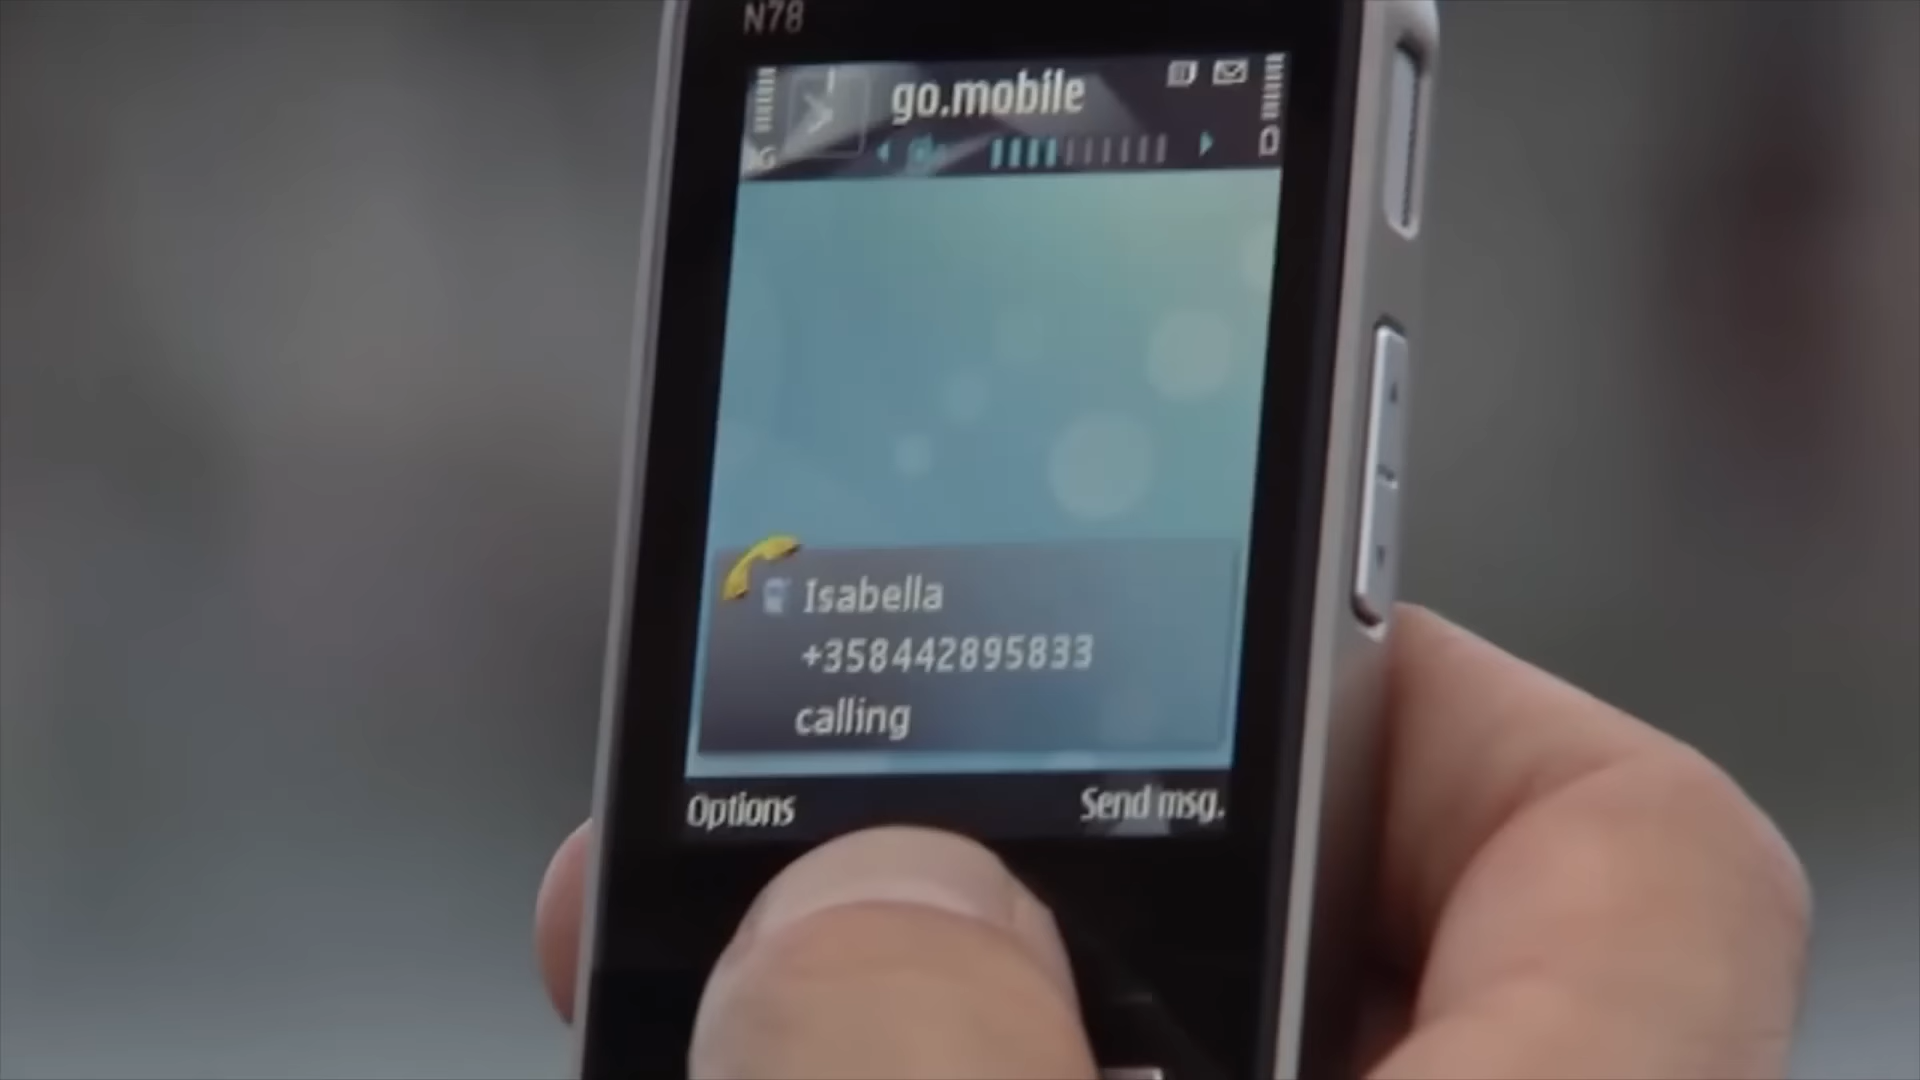 N78
go.mobile
Isabella
+358442895833
calling
Options
Send msg.